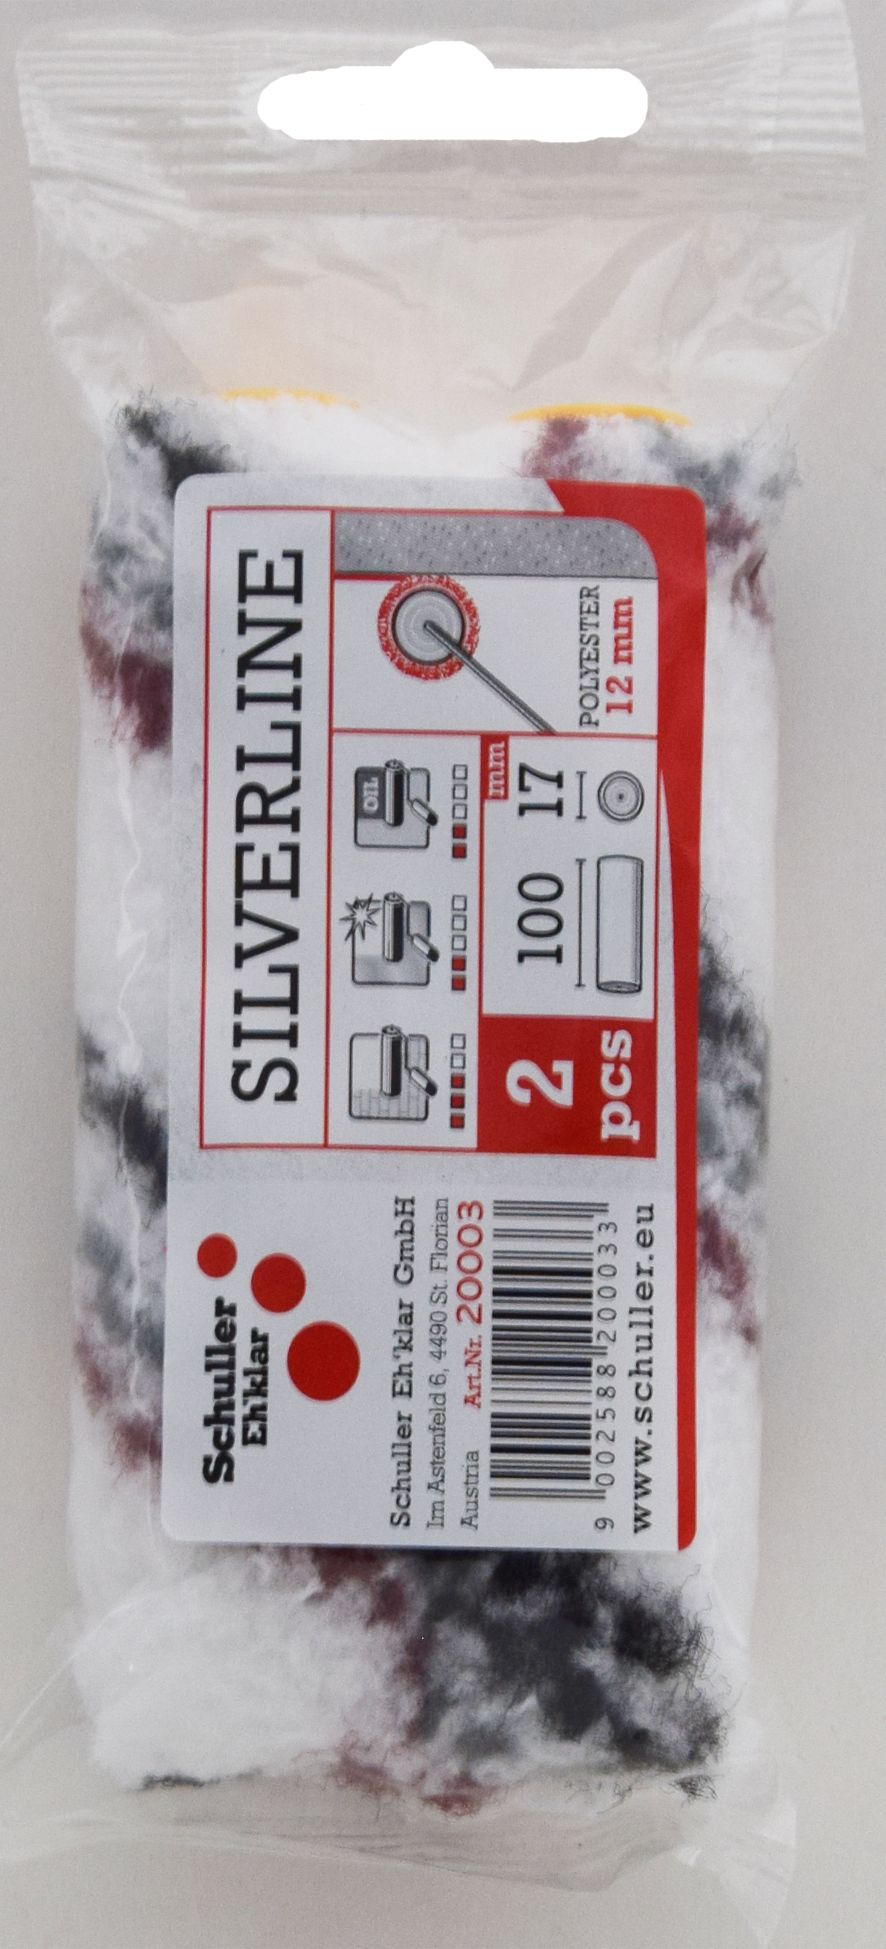 SILVERLINE
OIL
POLYESTER
12 mm
mm
100 17
2
pcs
Schuller
Eh'klar
Schuller Eh'klar GmbH
Im Astenfeld 6, 4490 St. Florian
Austria Art.Nr. 20003
9 002588 200033
www.schuller.eu